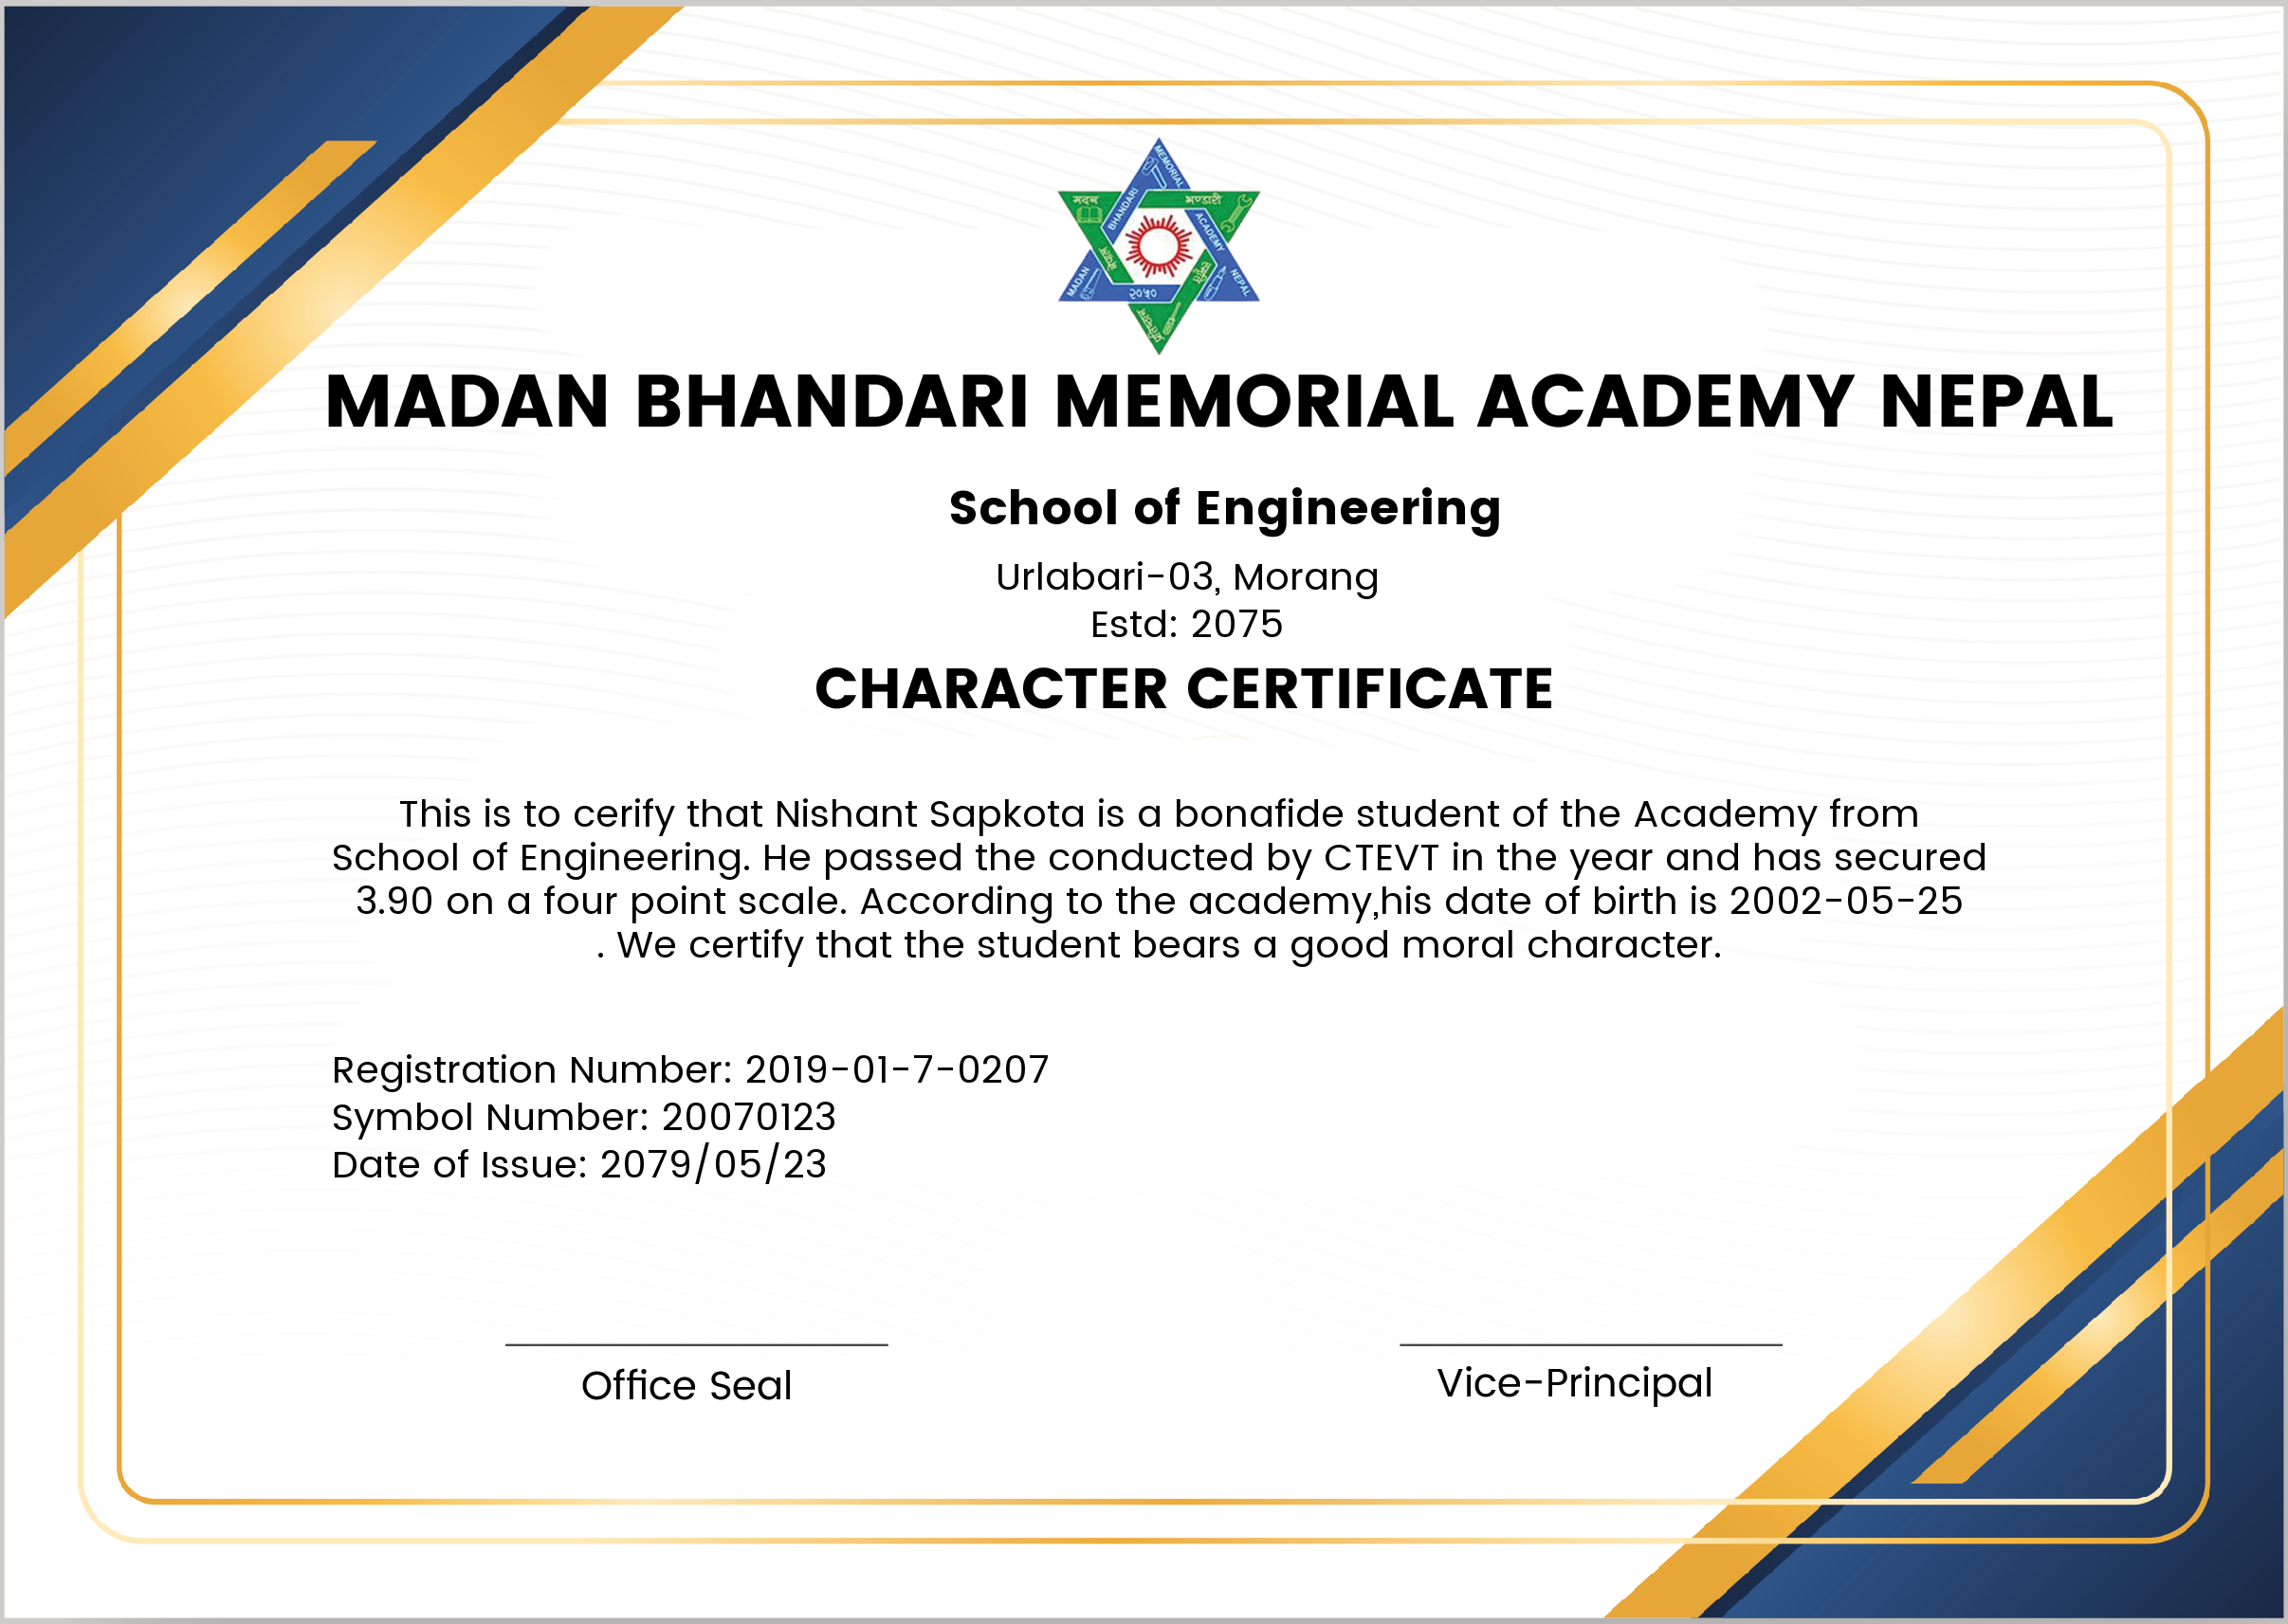 मदन
भण्डारी
BHANDARI
MEMORIAL
ACADEMY
MADAN
NEPAL
२०५०
MADAN BHANDARI MEMORIAL ACADEMY NEPAL
School of Engineering
Urlabari-03, Morang
Estd: 2075
CHARACTER CERTIFICATE
This is to cerify that Nishant Sapkota is a bonafide student of the Academy from
School of Engineering. He passed the conducted by CTEVT in the year and has secured
3.90 on a four point scale. According to the academy,his date of birth is 2002-05-25
. We certify that the student bears a good moral character.
Registration Number: 2019-01-7-0207
Symbol Number: 20070123
Date of Issue: 2079/05/23
Office Seal
Vice-Principal